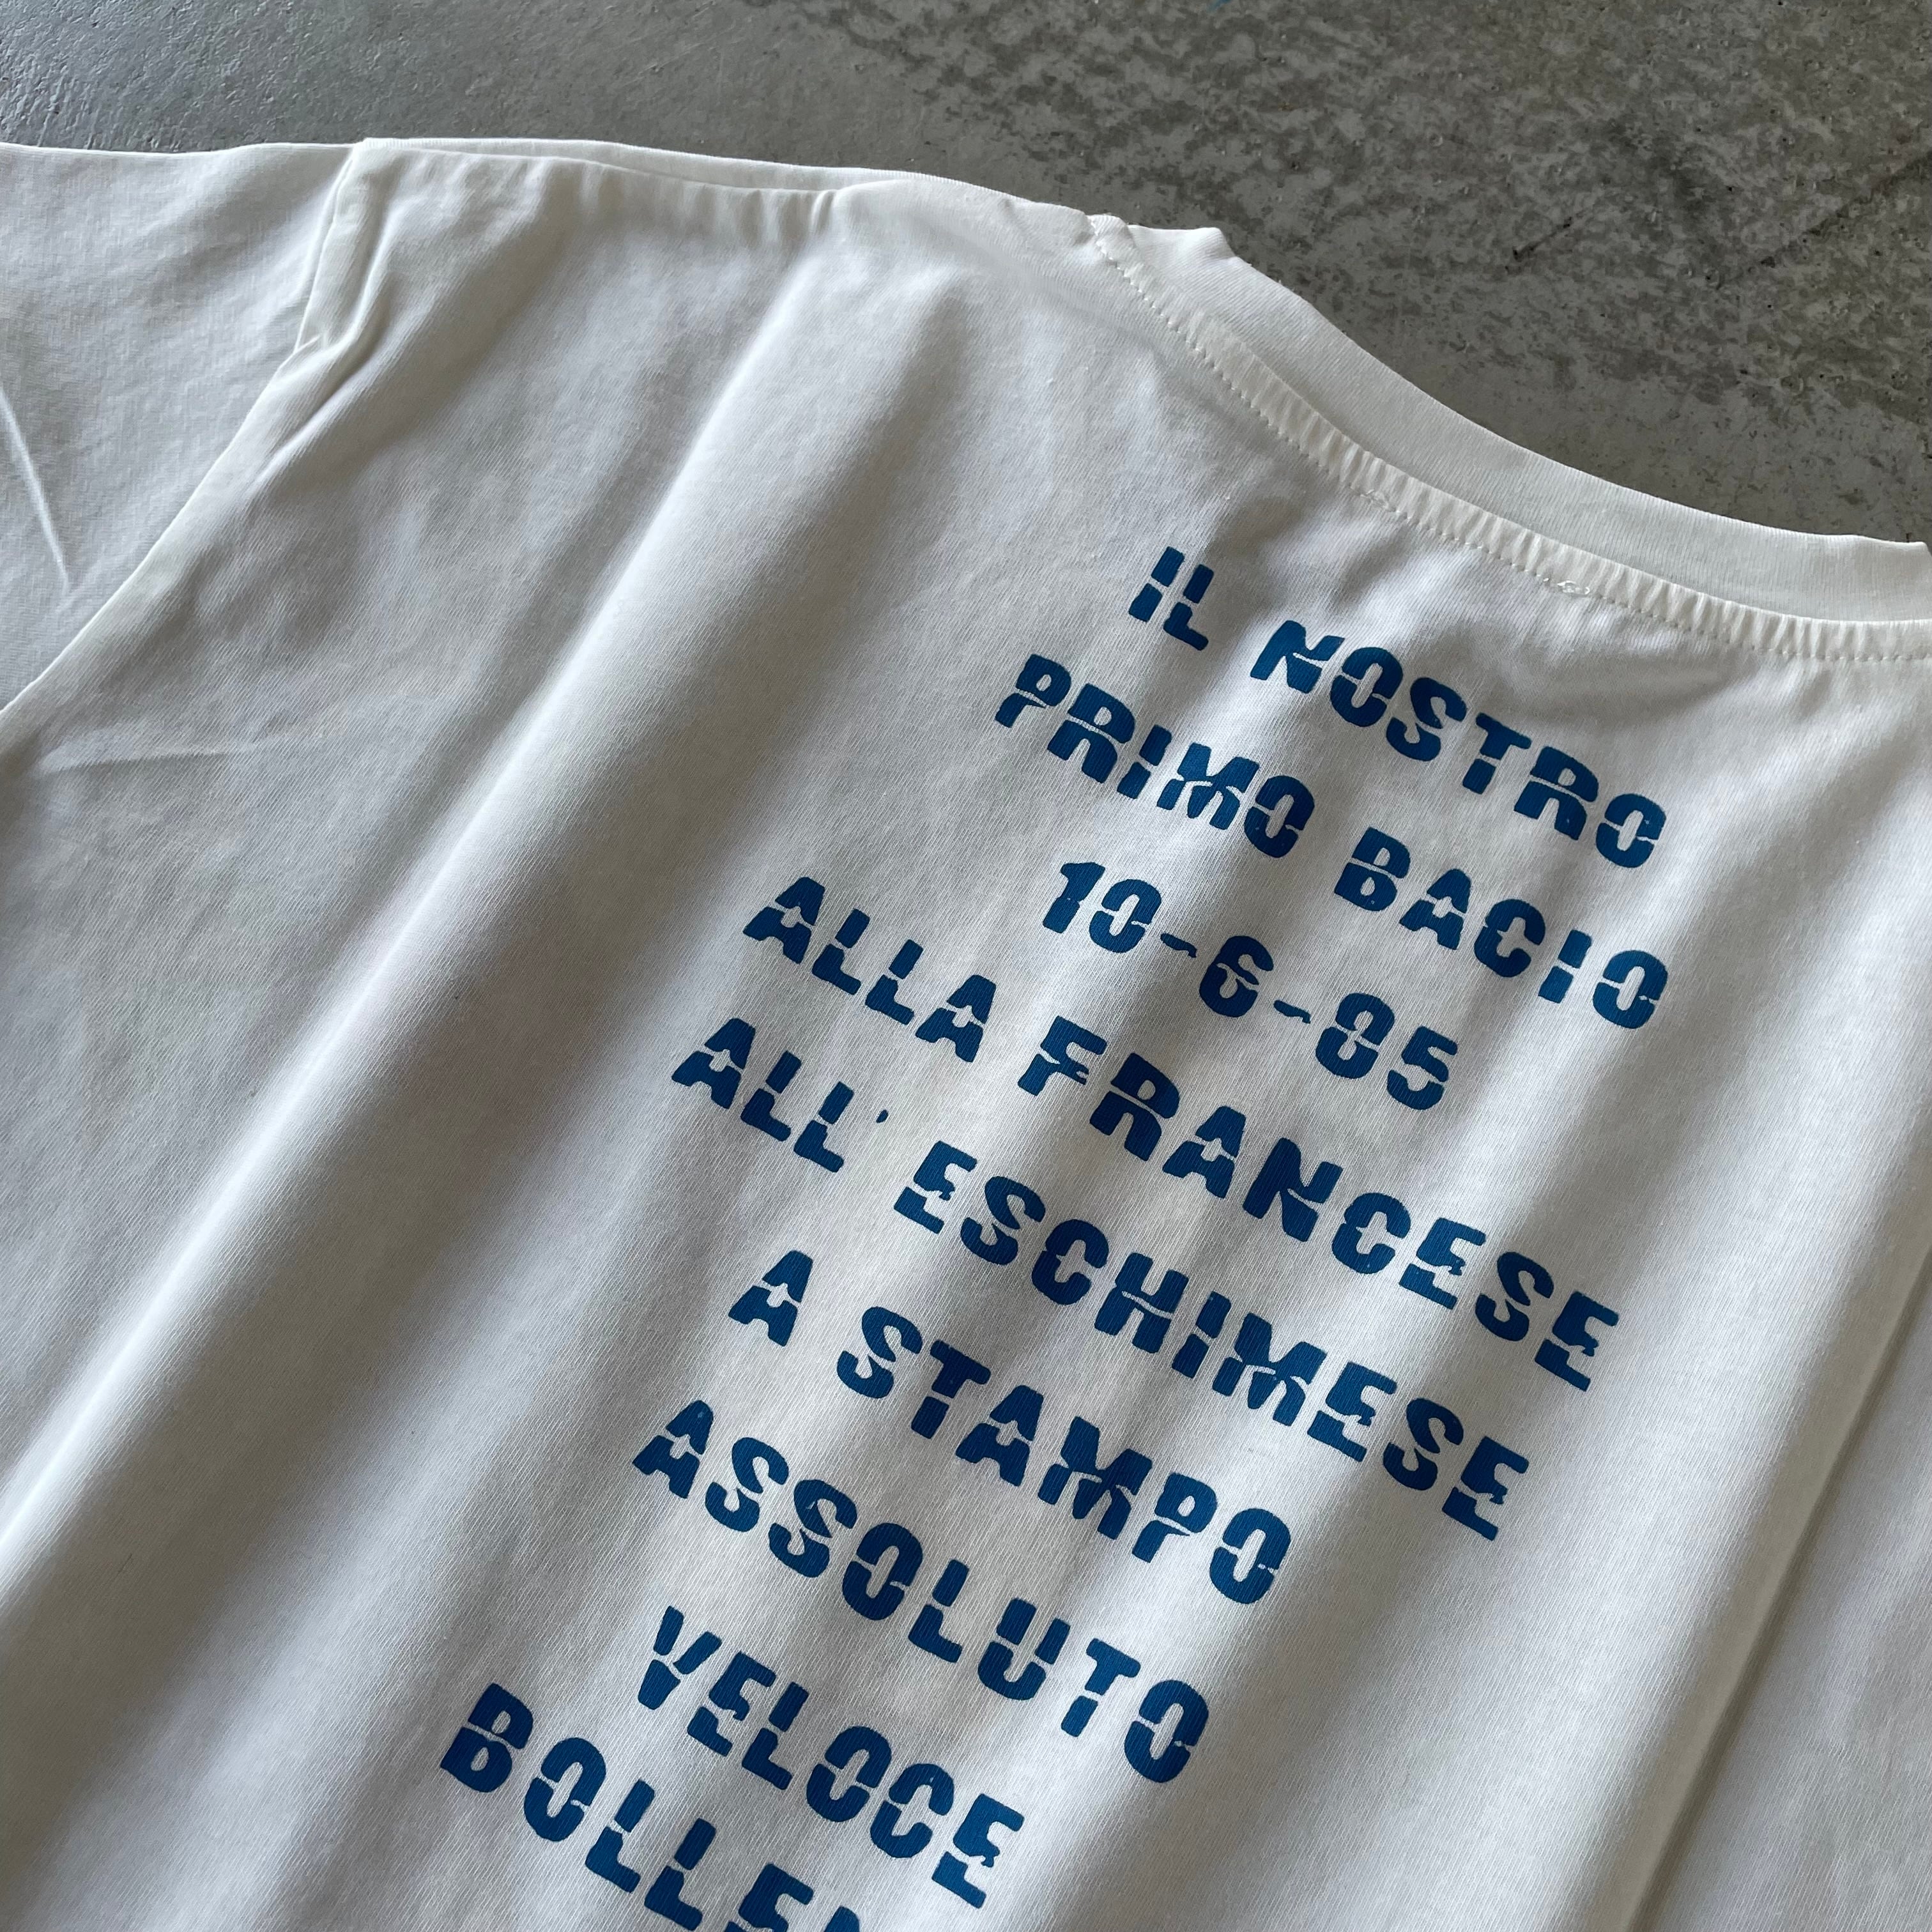 IL NOSTRO
PRIMO BACIO
10-6-85
ALLA FRANCESE
ALL' ESCHIMESE
A STAMPO
ASSOLUTO
VELOCE